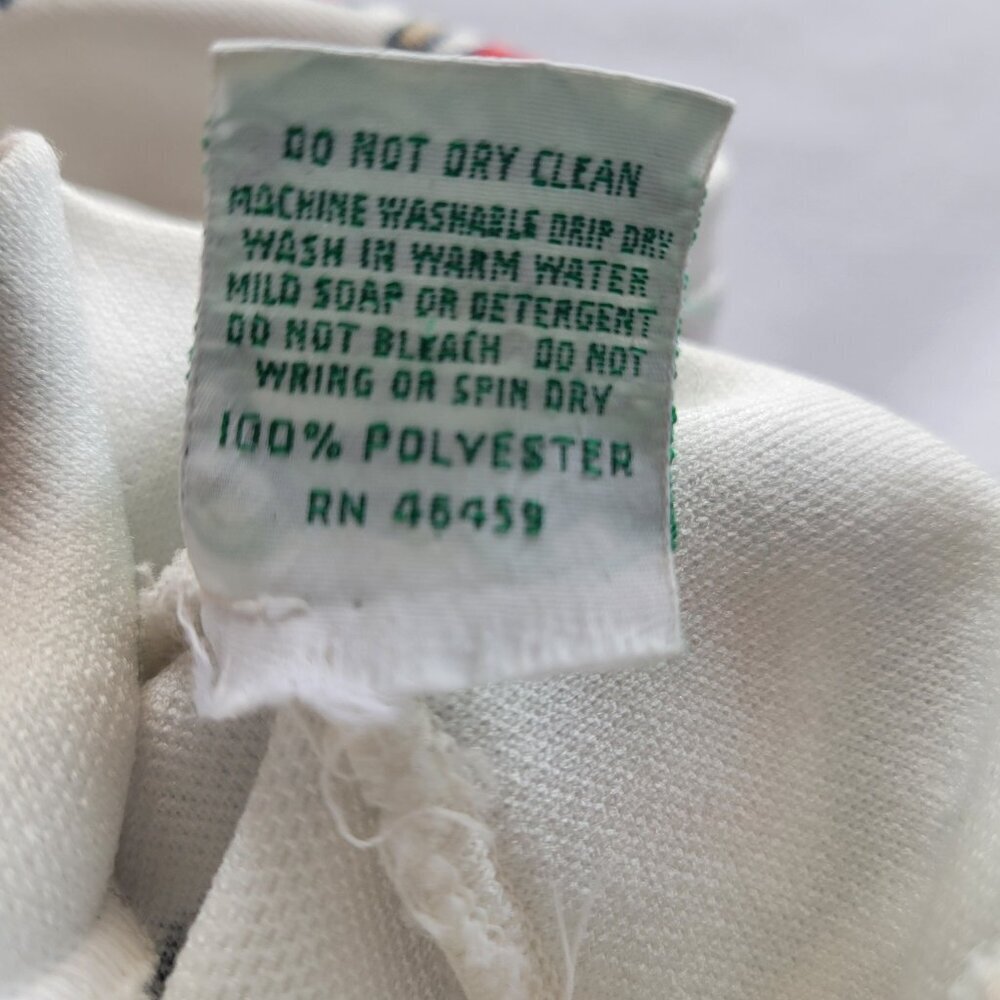 DO NOT DRY CLEAN
MACHINE WASHABLE DRIP DRY
WASH IN WARM WATER
MILD SOAP OR DETERGENT
DO NOT BLEACH DO NOT
WRING OR SPIN DRY
100% POLYESTER
RN 46459